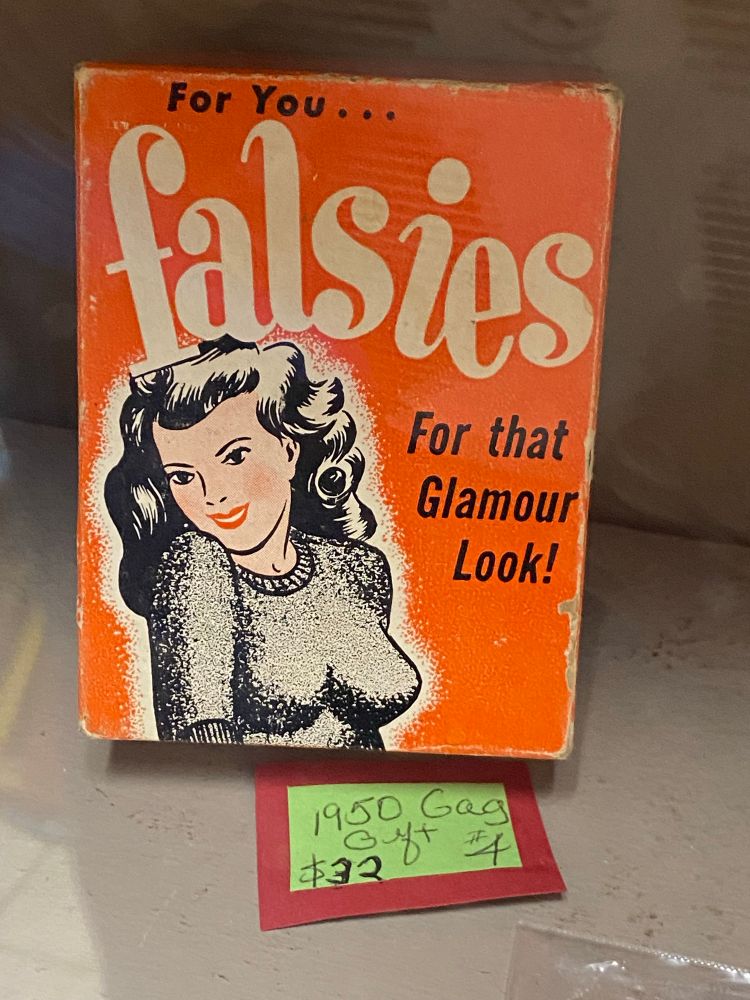 For You...
falsies
For that
Glamour
Look!
1950 Gag
Gift #4
$32